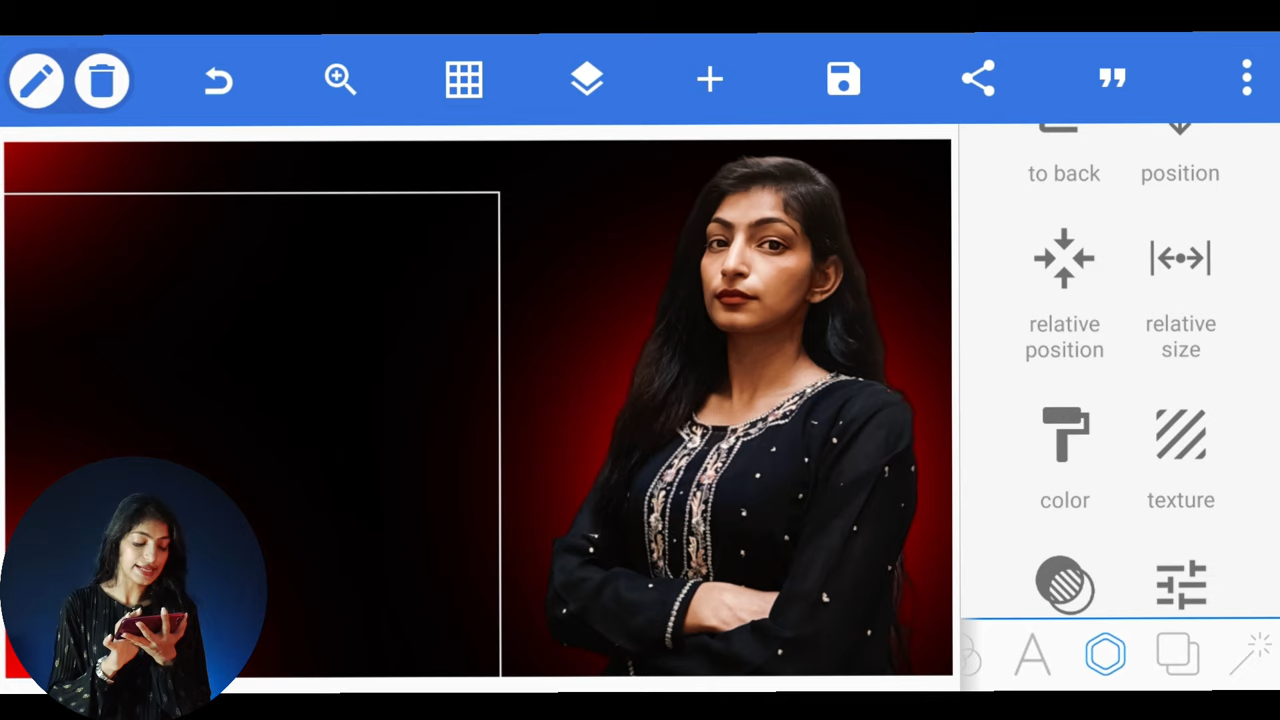 to back
position
relative
position
relative
size
color
texture